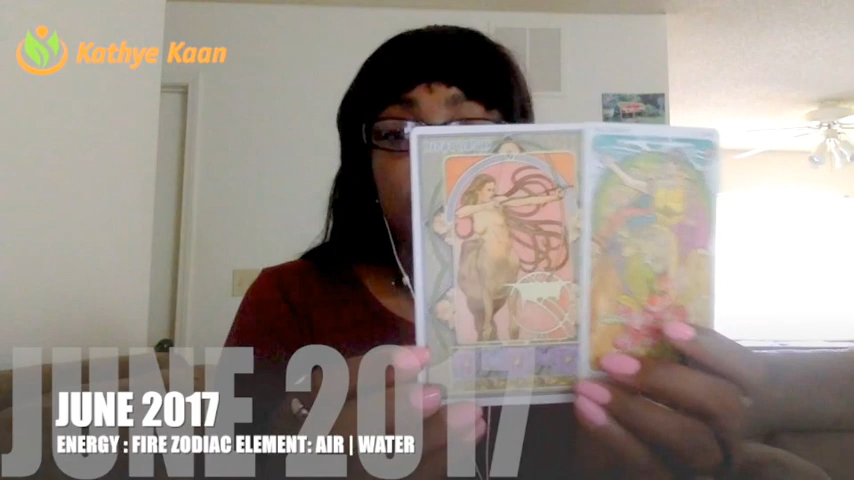 Kathye Kaan
JUNE 2017
JUNE 2017
ENERGY : FIRE ZODIAC ELEMENT: AIR | WATER